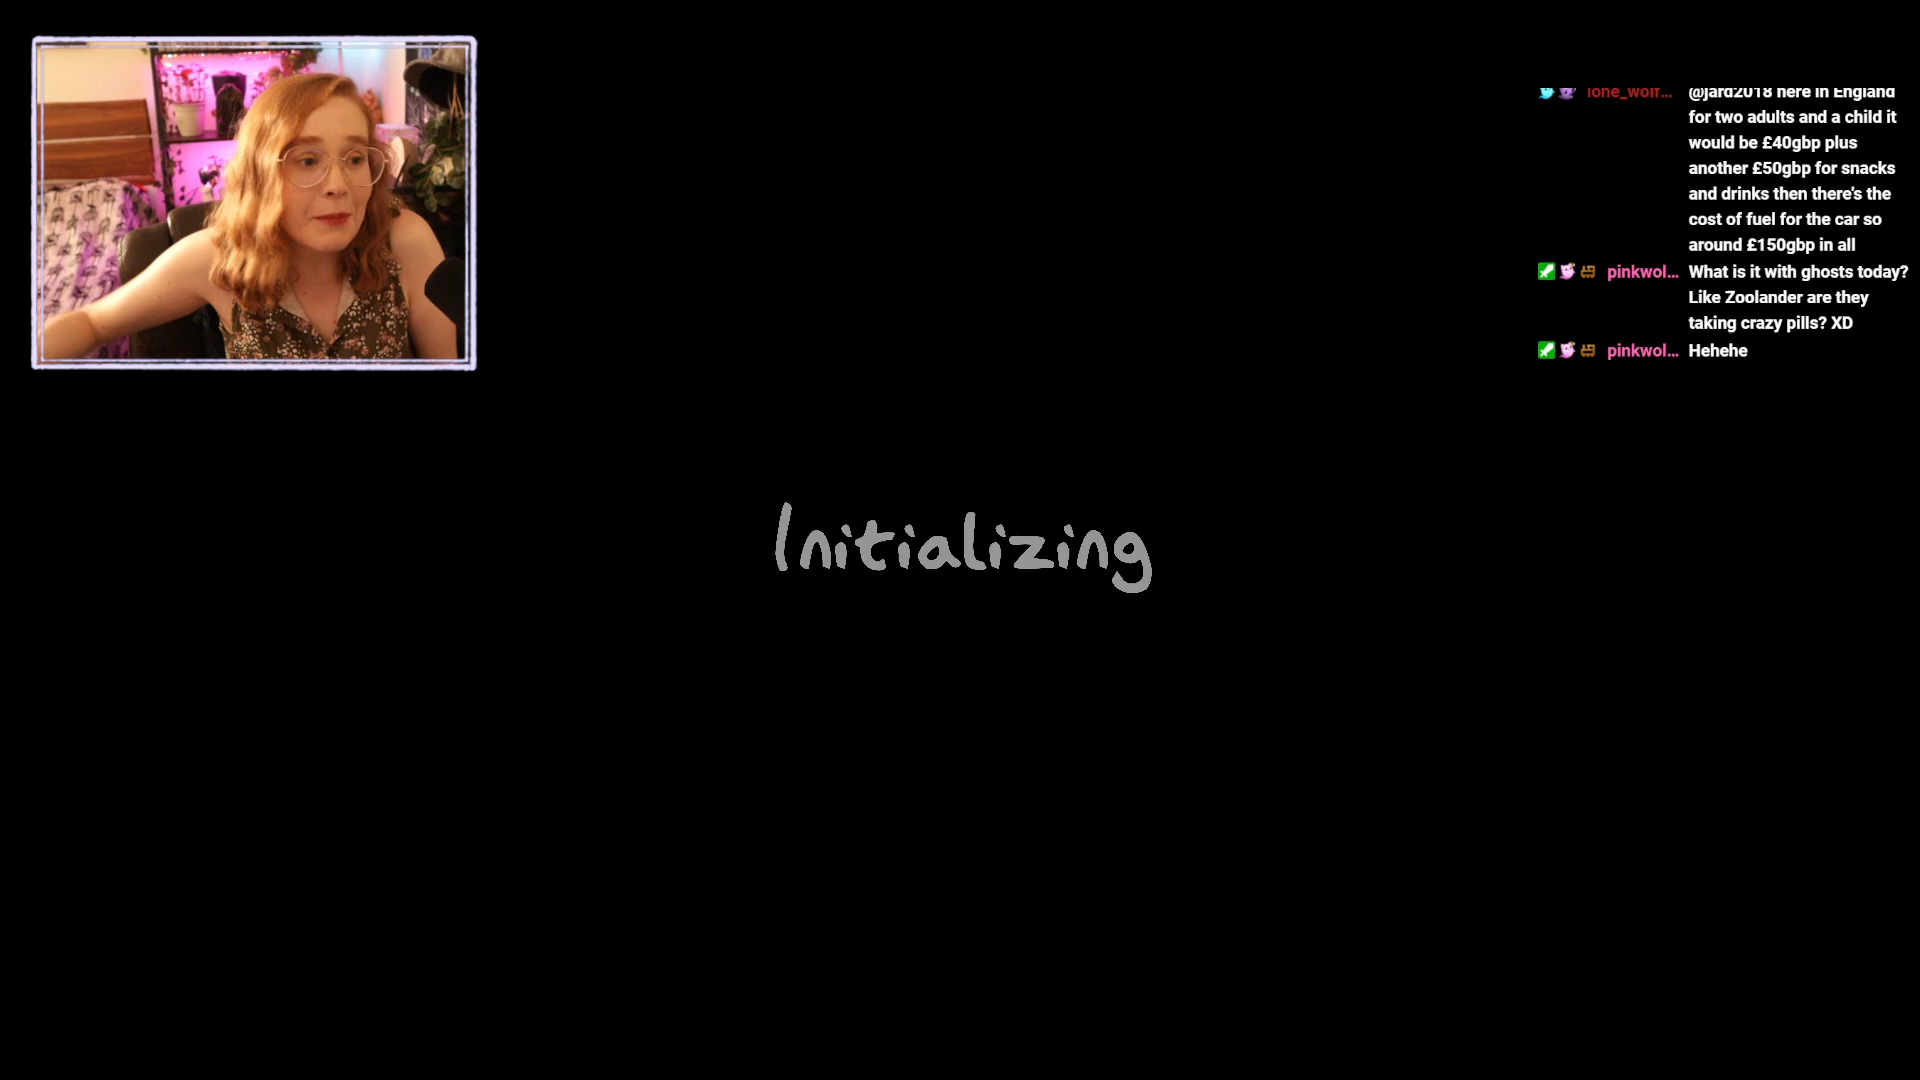 lone_wolf... @jard2018 here in England
for two adults and a child it
would be £40gbp plus
another £50gbp for snacks
and drinks then there's the
cost of fuel for the car so
around £150gbp in all
pinkwol... What is it with ghosts today?
Like Zoolander are they
taking crazy pills? XD
pinkwol... Hehehe
Initializing